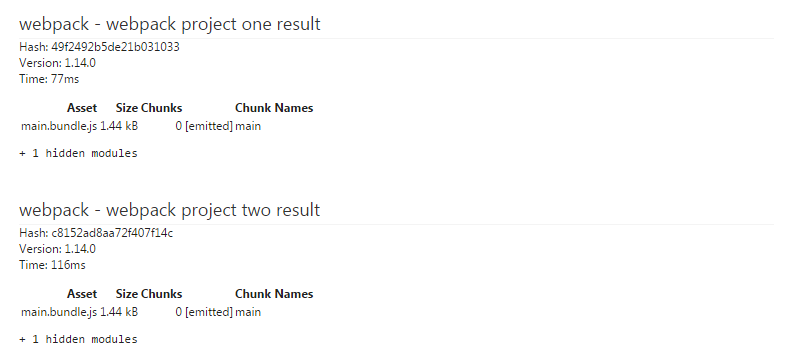 webpack - webpack project one result
Hash: 49f2492b5de21b031033
Version: 1.14.0
Time: 77ms
Asset Size Chunks Chunk Names
main.bundle.js 1.44 kB 0 [emitted] main
+ 1 hidden modules
webpack - webpack project two result
Hash: c8152ad8aa72f407f14c
Version: 1.14.0
Time: 116ms
Asset Size Chunks Chunk Names
main.bundle.js 1.44 kB 0 [emitted] main
+ 1 hidden modules